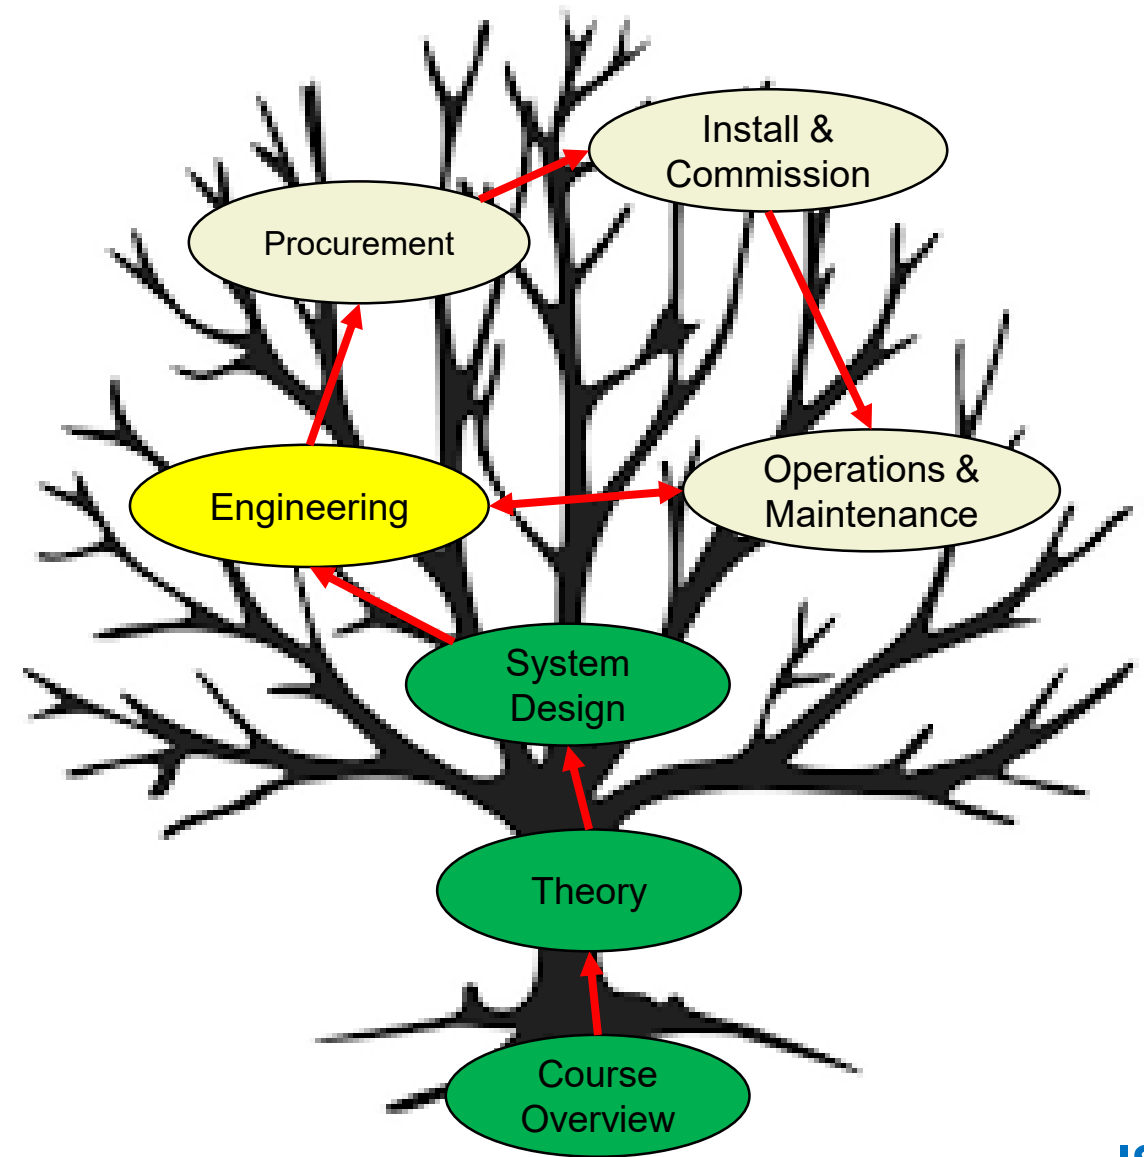 Install &
Commission
Procurement
Operations &
Maintenance
Engineering
System
Design
Theory
Course
Overview